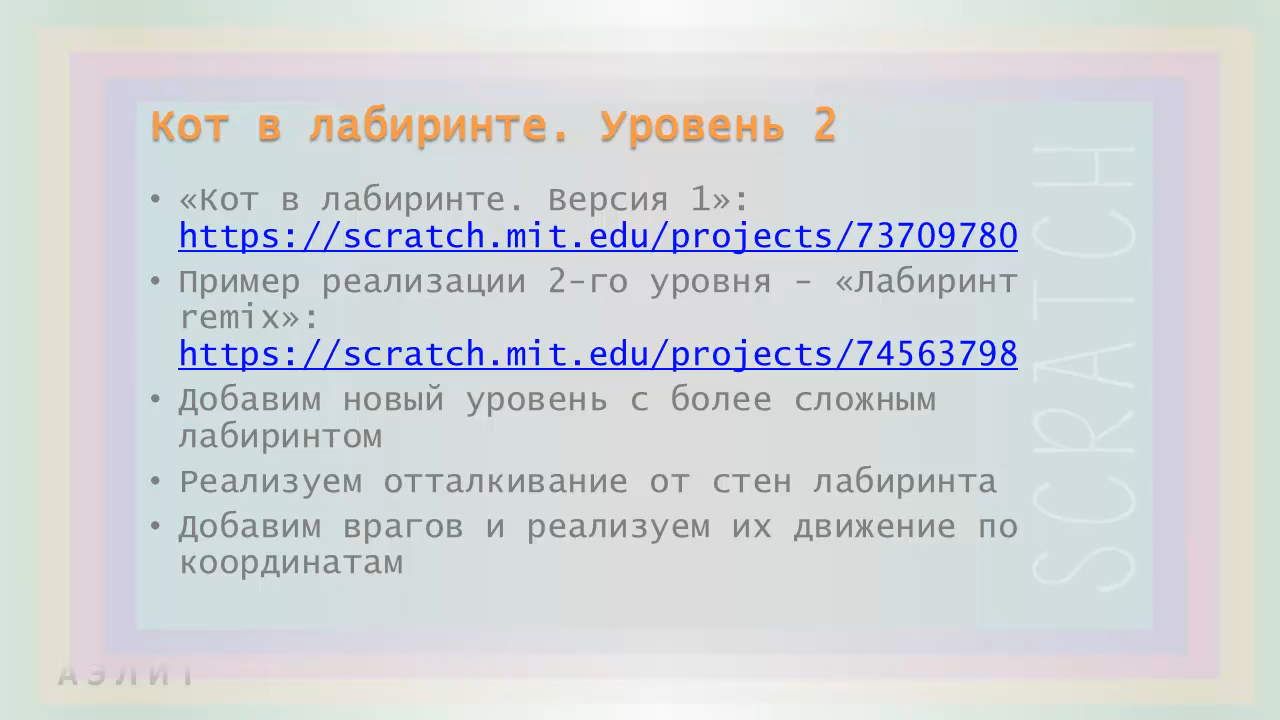 Кот в лабиринте. Уровень 2
• «Кот в лабиринте. Версия 1»:
https://scratch.mit.edu/projects/73709780
• Пример реализации 2-го уровня - «Лабиринт
remix»:
https://scratch.mit.edu/projects/74563798
• Добавим новый уровень с более сложным
лабиринтом
• Реализуем отталкивание от стен лабиринта
• Добавим врагов и реализуем их движение по
координатам
SCRATCH
АЭЛИТ